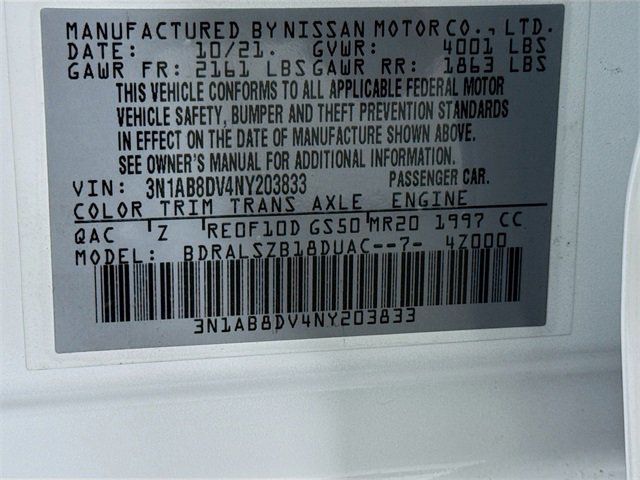 MANUFACTURED BY NISSAN MOTOR CO., LTD.
DATE: 10/21. GVWR: 4001 LBS
GAWR FR: 2161 LBS GAWR RR: 1863 LBS
THIS VEHICLE CONFORMS TO ALL APPLICABLE FEDERAL MOTOR
VEHICLE SAFETY, BUMPER AND THEFT PREVENTION STANDARDS
IN EFFECT ON THE DATE OF MANUFACTURE SHOWN ABOVE.
SEE OWNER'S MANUAL FOR ADDITIONAL INFORMATION.
VIN: 3N1AB8DV4NY203833 PASSENGER CAR.
COLOR TRIM TRANS AXLE ENGINE
QAC Z RE0F10D GS50 MR20 1997 CC
MODEL: BDRALSZB18DUAC--7- 4Z000
3N1AB8DV4NY203833